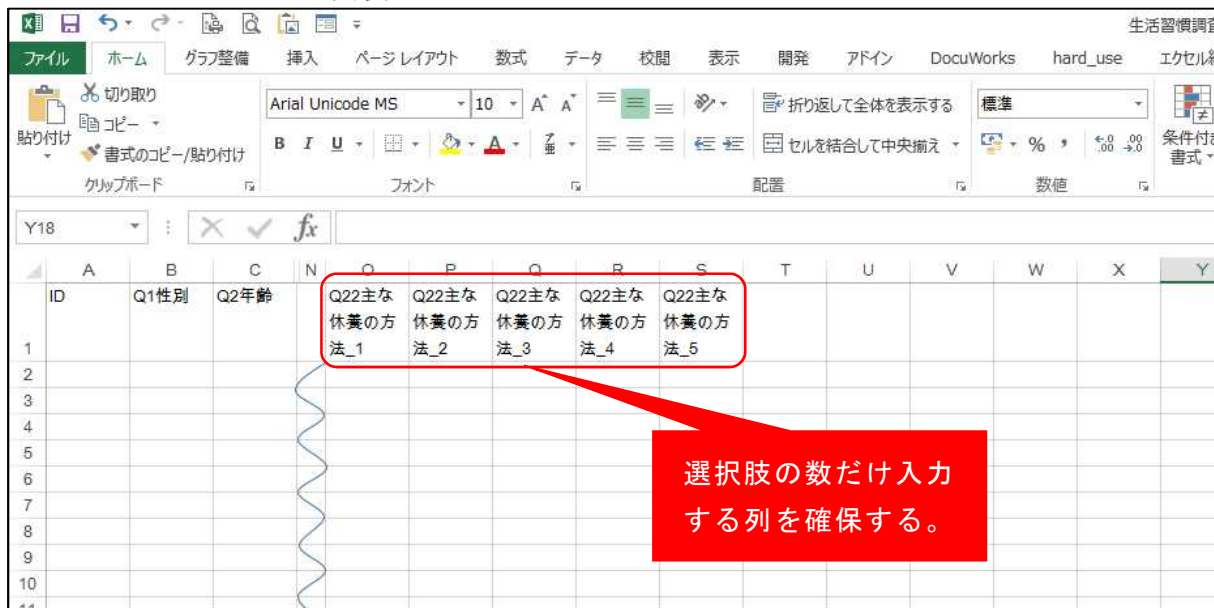 生活習慣調査
ファイル ホーム グラフ整備 挿入 ページ レイアウト 数式 データ 校閲 表示 開発 アドイン DocuWorks hard_use
貼り付け
切り取り
コピー
書式のコピー/貼り付け
クリップボード
Arial Unicode MS 10 A A
B I U A
フォント
折り返して全体を表示する
セルを結合して中央揃え
配置
標準
% , .0 .00 .00 .0
数値
条件付き
書式
Y18 fx
A B C N O P Q R S T U V W X Y
ID Q1性別 Q2年齢
Q22主な休養の方法_1
Q22主な休養の方法_2
Q22主な休養の方法_3
Q22主な休養の方法_4
Q22主な休養の方法_5
1
2
3
4
5
6
7
8
9
10
選択肢の数だけ入力
する列を確保する。